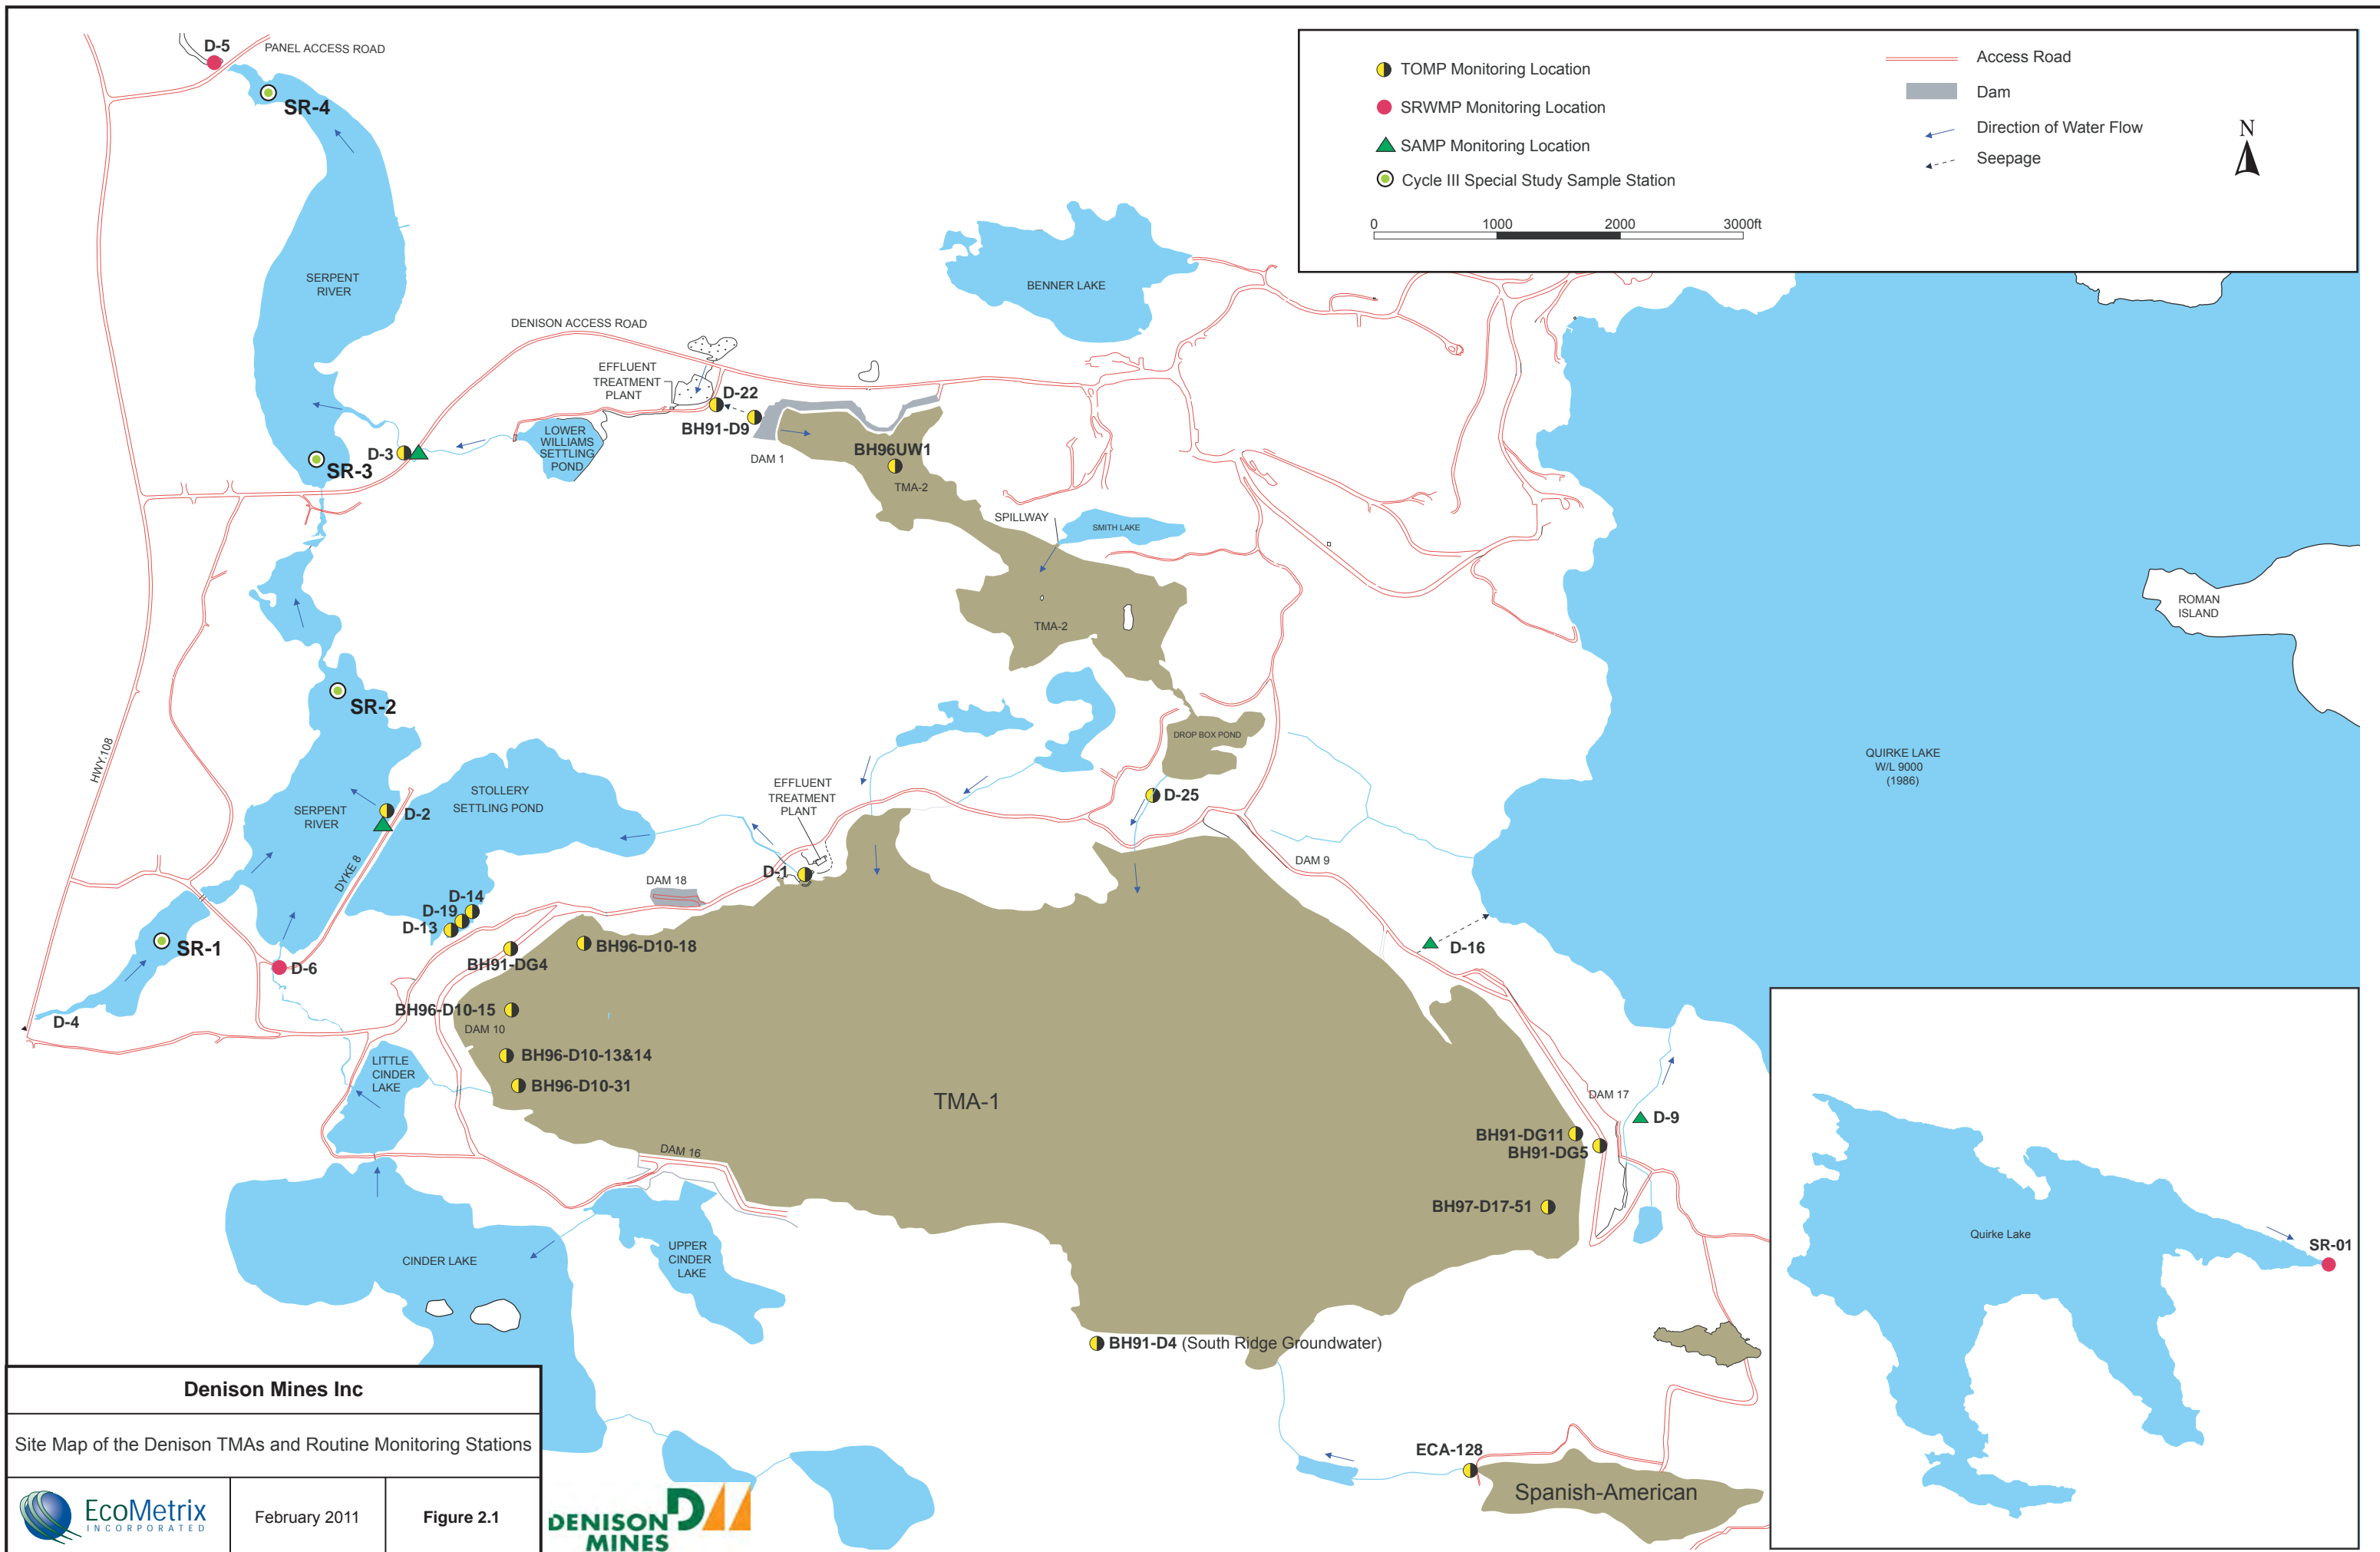 D-5
PANEL ACCESS ROAD
SR-4
TOMP Monitoring Location
SRWMP Monitoring Location
SAMP Monitoring Location
Cycle III Special Study Sample Station
0 1000 2000 3000ft
Access Road
Dam
Direction of Water Flow
Seepage
N
SERPENT
RIVER
BENNER LAKE
DENISON ACCESS ROAD
EFFLUENT
TREATMENT
PLANT
D-22
BH91-D9
LOWER
WILLIAMS
SETTLING
POND
D-3
SR-3
DAM 1
BH96UW1
TMA-2
SPILLWAY
SMITH LAKE
TMA-2
ROMAN
ISLAND
SR-2
HWY.108
DROP BOX POND
QUIRKE LAKE
W/L 9000
(1986)
STOLLERY
SETTLING POND
EFFLUENT
TREATMENT
PLANT
D-25
SERPENT
RIVER
D-2
DYKE 8
DAM 9
D-1
DAM 18
D-14
D-19
D-13
SR-1
D-6
BH91-DG4
BH96-D10-18
D-16
D-4
BH96-D10-15
DAM 10
BH96-D10-13&14
BH96-D10-31
LITTLE
CINDER
LAKE
TMA-1
DAM 17
D-9
BH91-DG11
BH91-DG5
DAM 16
BH97-D17-51
CINDER LAKE
UPPER
CINDER
LAKE
Quirke Lake
SR-01
BH91-D4 (South Ridge Groundwater)
ECA-128
Spanish-American
Denison Mines Inc
Site Map of the Denison TMAs and Routine Monitoring Stations
EcoMetrix
INCORPORATED
February 2011
Figure 2.1
DENISON
MINES